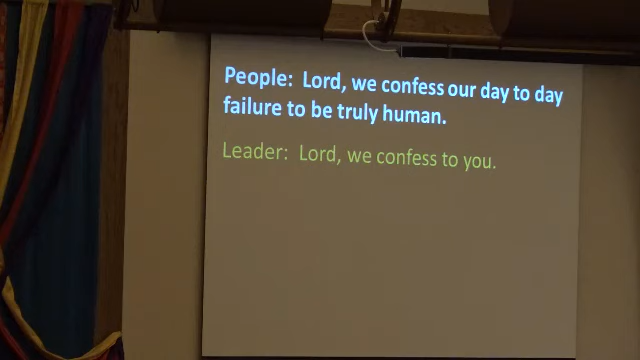 People: Lord, we confess our day to day
failure to be truly human.
Leader: Lord, we confess to you.